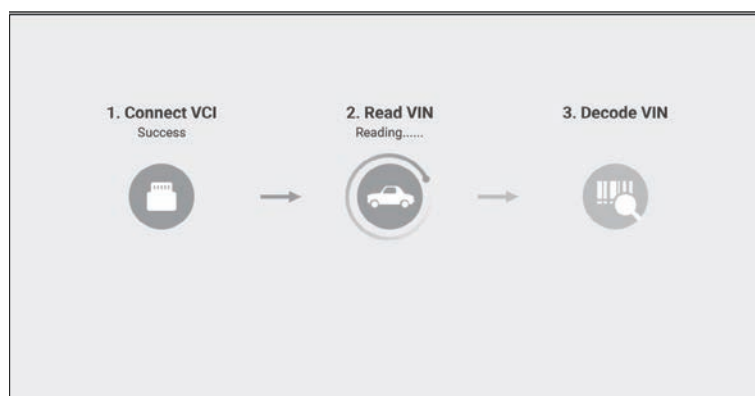 1. Connect VCI
Success
2. Read VIN
Reading......
3. Decode VIN